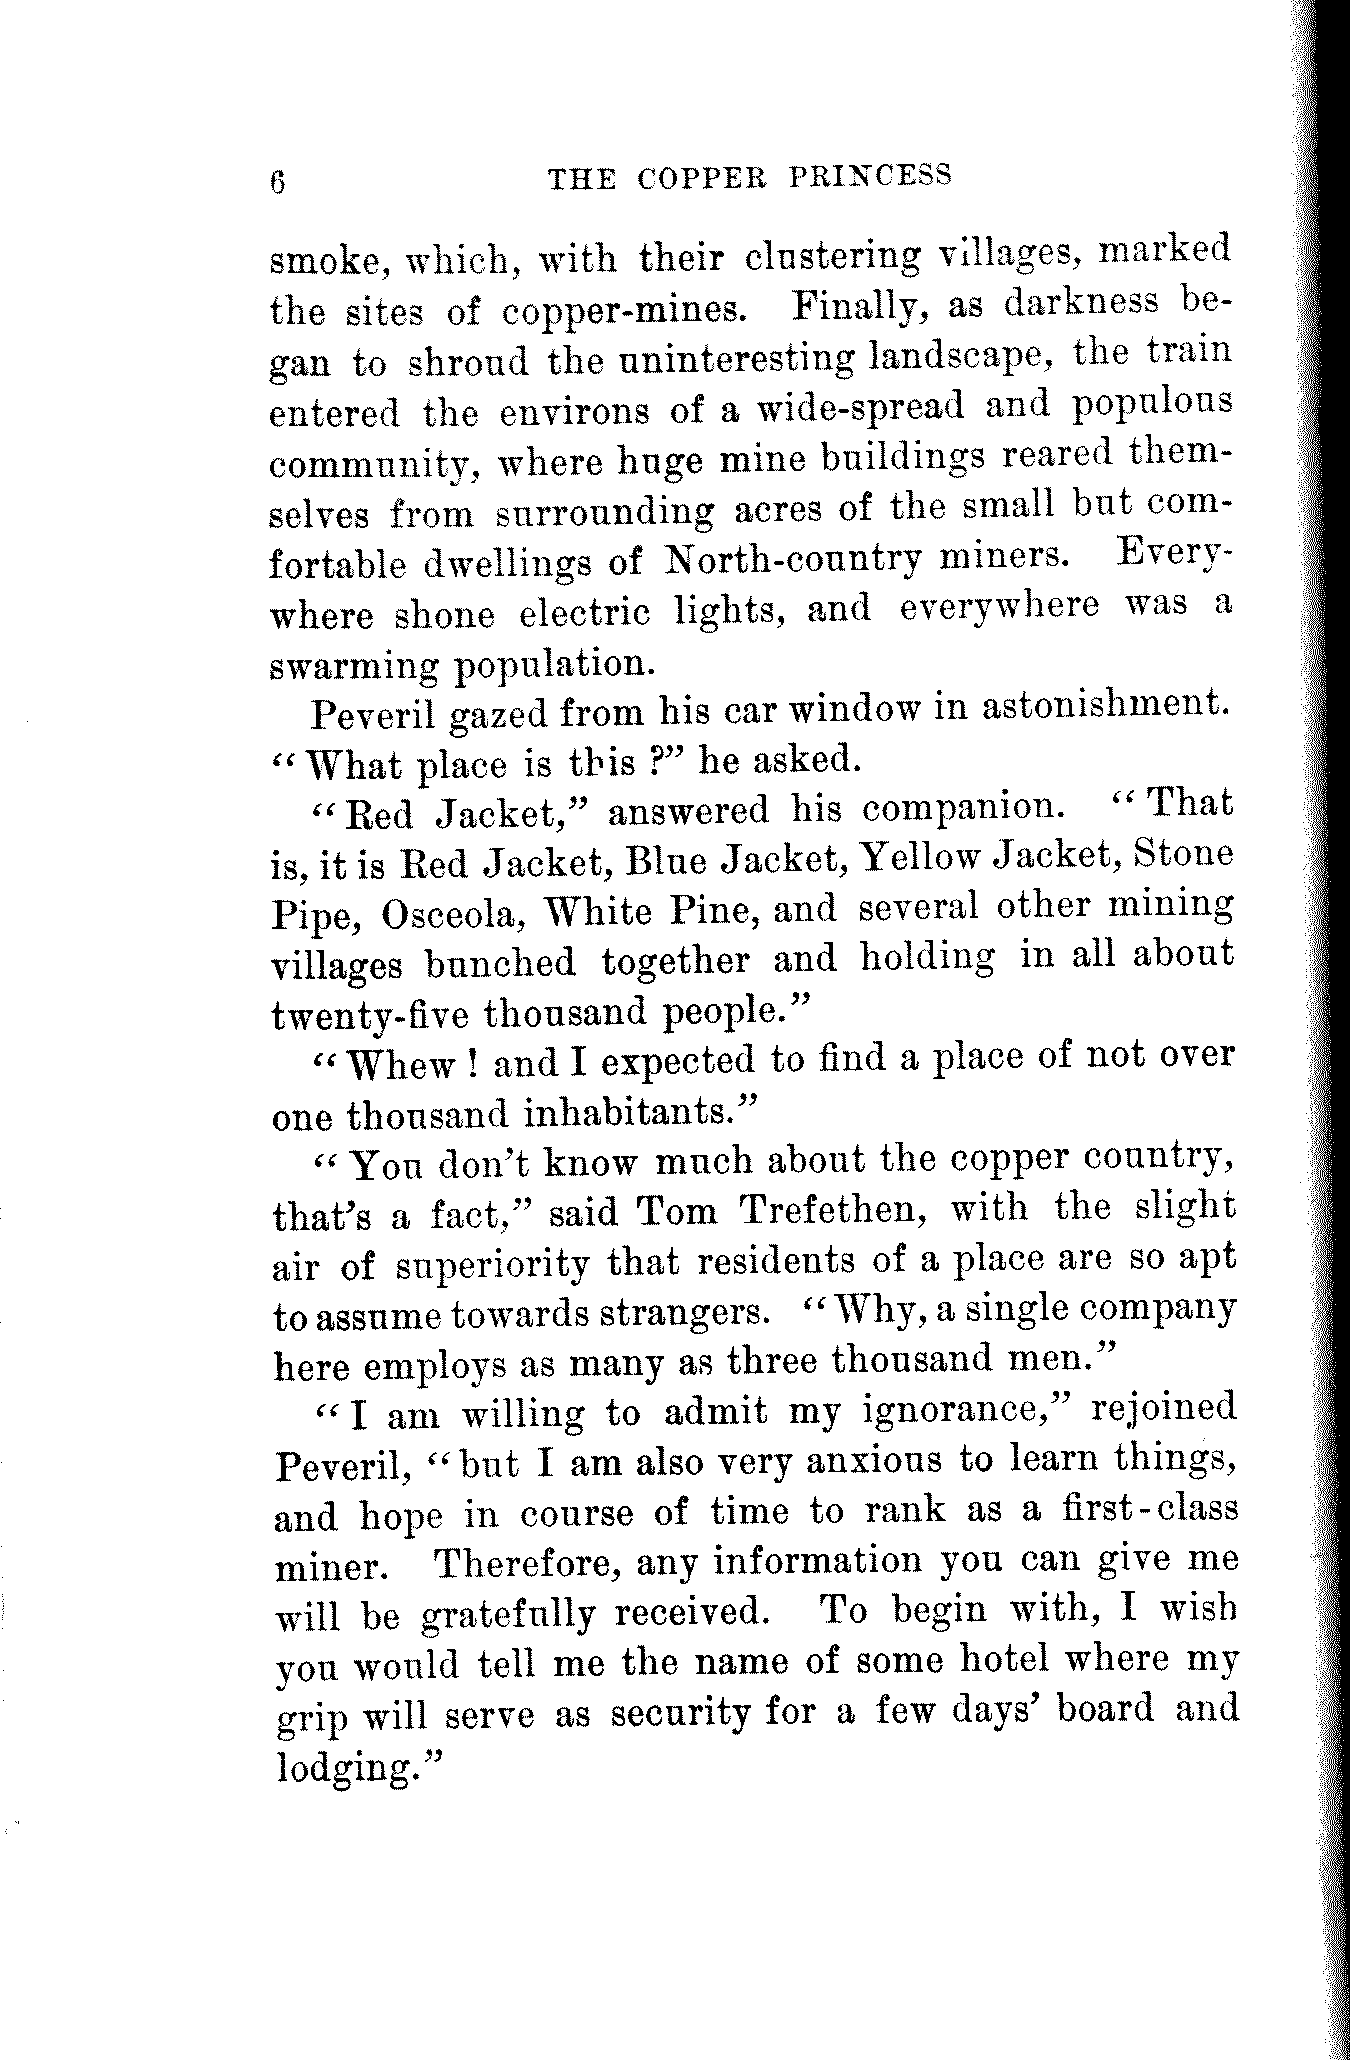 6 THE COPPER PRINCESS
smoke, which, with their clustering villages, marked
the sites of copper-mines. Finally, as darkness be-
gan to shroud the uninteresting landscape, the train
entered the environs of a wide-spread and populous
community, where huge mine buildings reared them-
selves from surrounding acres of the small but com-
fortable dwellings of North-country miners. Every-
where shone electric lights, and everywhere was a
swarming population.
Peveril gazed from his car window in astonishment.
“What place is this?” he asked.
“Red Jacket,” answered his companion. “That
is, it is Red Jacket, Blue Jacket, Yellow Jacket, Stone
Pipe, Osceola, White Pine, and several other mining
villages bunched together and holding in all about
twenty-five thousand people.”
“Whew! and I expected to find a place of not over
one thousand inhabitants.”
“You don’t know much about the copper country,
that’s a fact,” said Tom Trefethen, with the slight
air of superiority that residents of a place are so apt
to assume towards strangers. “Why, a single company
here employs as many as three thousand men.”
“I am willing to admit my ignorance,” rejoined
Peveril, “but I am also very anxious to learn things,
and hope in course of time to rank as a first-class
miner. Therefore, any information you can give me
will be gratefully received. To begin with, I wish
you would tell me the name of some hotel where my
grip will serve as security for a few days’ board and
lodging.”